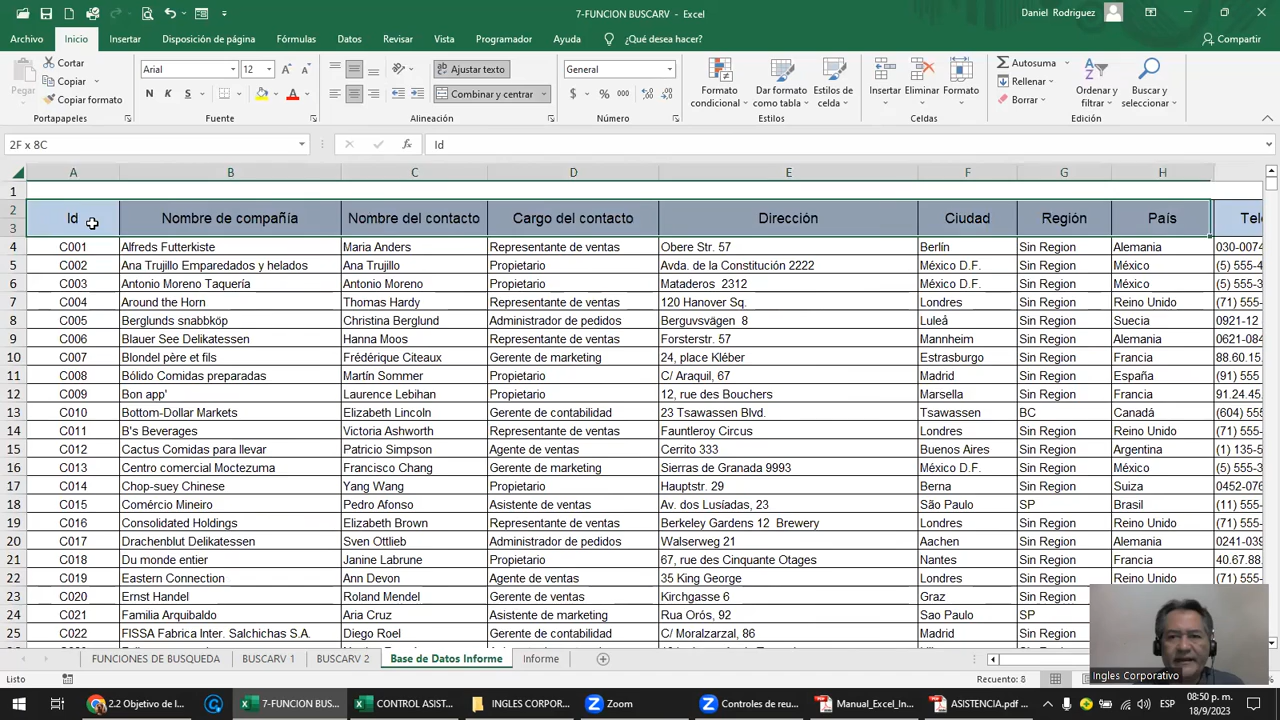 7-FUNCION BUSCARV - Excel
Daniel Rodriguez
Archivo Inicio Insertar Disposición de página Fórmulas Datos Revisar Vista Programador Ayuda ¿Qué desea hacer? Compartir
Pegar
Cortar
Copiar
Copiar formato
Portapapeles
Arial 12
N K S
Fuente
Ajustar texto
Combinar y centrar
Alineación
General
$ % 000
Número
Formato condicional
Dar formato como tabla
Estilos de celda
Estilos
Insertar Eliminar Formato
Celdas
Autosuma
Rellenar
Borrar
Ordenar y filtrar
Buscar y seleccionar
Edición
2F x 8C fx Id
A B C D E F G H
1
2
3
Id Nombre de compañía Nombre del contacto Cargo del contacto Dirección Ciudad Región País
4 C001 Alfreds Futterkiste Maria Anders Representante de ventas Obere Str. 57 Berlín Sin Region Alemania 030-0074
5 C002 Ana Trujillo Emparedados y helados Ana Trujillo Propietario Avda. de la Constitución 2222 México D.F. Sin Region México (5) 555-4
6 C003 Antonio Moreno Taquería Antonio Moreno Propietario Mataderos 2312 México D.F. Sin Region México (5) 555-3
7 C004 Around the Horn Thomas Hardy Representante de ventas 120 Hanover Sq. Londres Sin Region Reino Unido (71) 555-
8 C005 Berglunds snabbköp Christina Berglund Administrador de pedidos Berguvsvägen 8 Luleå Sin Region Suecia 0921-12
9 C006 Blauer See Delikatessen Hanna Moos Representante de ventas Forsterstr. 57 Mannheim Sin Region Alemania 0621-084
10 C007 Blondel père et fils Frédérique Citeaux Gerente de marketing 24, place Kléber Estrasburgo Sin Region Francia 88.60.15
11 C008 Bólido Comidas preparadas Martín Sommer Propietario C/ Araquil, 67 Madrid Sin Region España (91) 555
12 C009 Bon app' Laurence Lebihan Propietario 12, rue des Bouchers Marsella Sin Region Francia 91.24.45
13 C010 Bottom-Dollar Markets Elizabeth Lincoln Gerente de contabilidad 23 Tsawassen Blvd. Tsawassen BC Canadá (604) 555
14 C011 B's Beverages Victoria Ashworth Representante de ventas Fauntleroy Circus Londres Sin Region Reino Unido (71) 555-
15 C012 Cactus Comidas para llevar Patricio Simpson Agente de ventas Cerrito 333 Buenos Aires Sin Region Argentina (1) 135-5
16 C013 Centro comercial Moctezuma Francisco Chang Gerente de marketing Sierras de Granada 9993 México D.F. Sin Region México (5) 555-3
17 C014 Chop-suey Chinese Yang Wang Propietario Hauptstr. 29 Berna Sin Region Suiza 0452-076
18 C015 Comércio Mineiro Pedro Afonso Asistente de ventas Av. dos Lusíadas, 23 São Paulo SP Brasil (11) 555-
19 C016 Consolidated Holdings Elizabeth Brown Representante de ventas Berkeley Gardens 12 Brewery Londres Sin Region Reino Unido (71) 555-
20 C017 Drachenblut Delikatessen Sven Ottlieb Administrador de pedidos Walserweg 21 Aachen Sin Region Alemania 0241-039
21 C018 Du monde entier Janine Labrune Propietario 67, rue des Cinquante Otages Nantes Sin Region Francia 40.67.88
22 C019 Eastern Connection Ann Devon Agente de ventas 35 King George Londres Sin Region Reino Unido (71) 555-
23 C020 Ernst Handel Roland Mendel Gerente de ventas Kirchgasse 6 Graz Sin Region
24 C021 Familia Arquibaldo Aria Cruz Asistente de marketing Rua Orós, 92 Sao Paulo SP
25 C022 FISSA Fabrica Inter. Salchichas S.A. Diego Roel Gerente de contabilidad C/ Moralzarzal, 86 Madrid Sin Region
Ingles Corporativo
FUNCIONES DE BUSQUEDA BUSCARV 1 BUSCARV 2 Base de Datos Informe Informe
Listo Recuento: 8
2.2 Objetivo de l... 7-FUNCION BUS... CONTROL ASIST... INGLES CORPOR... Zoom Controles de reu... Manual_Excel_In... ASISTENCIA.pdf ... ESP 08:50 p. m.
18/9/2023